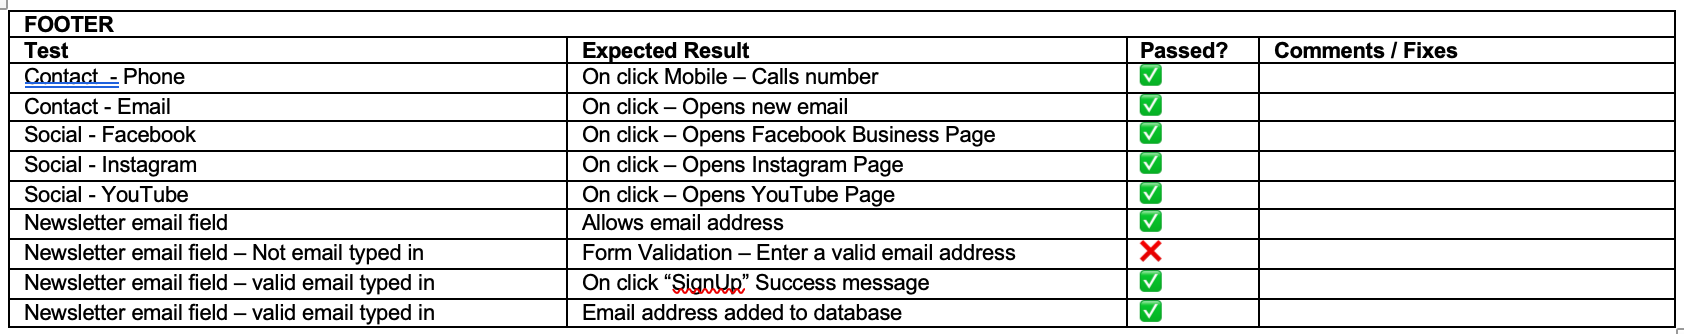 FOOTER
Test Expected Result Passed? Comments / Fixes
Contact - Phone On click Mobile – Calls number ✅
Contact - Email On click – Opens new email ✅
Social - Facebook On click – Opens Facebook Business Page ✅
Social - Instagram On click – Opens Instagram Page ✅
Social - YouTube On click – Opens YouTube Page ✅
Newsletter email field Allows email address ✅
Newsletter email field – Not email typed in Form Validation – Enter a valid email address ❌
Newsletter email field – valid email typed in On click “SignUp” Success message ✅
Newsletter email field – valid email typed in Email address added to database ✅